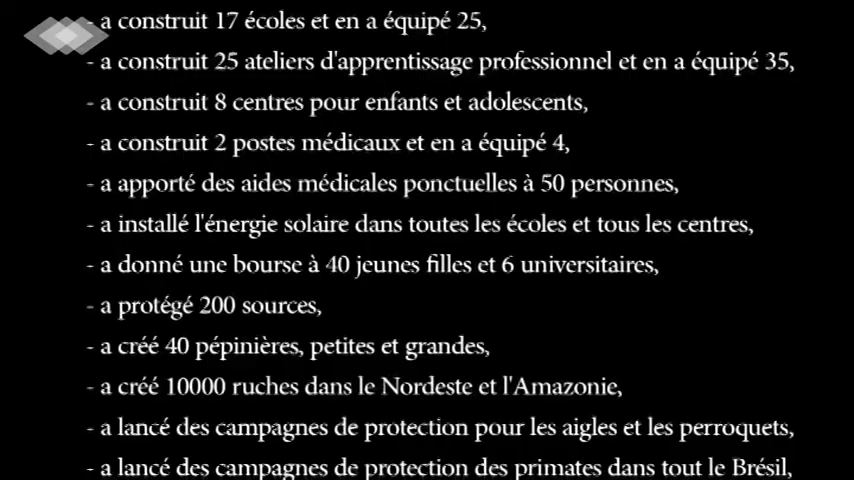 - a construit 17 écoles et en a équipé 25,
- a construit 25 ateliers d'apprentissage professionnel et en a équipé 35,
- a construit 8 centres pour enfants et adolescents,
- a construit 2 postes médicaux et en a équipé 4,
- a apporté des aides médicales ponctuelles à 50 personnes,
- a installé l'énergie solaire dans toutes les écoles et tous les centres,
- a donné une bourse à 40 jeunes filles et 6 universitaires,
- a protégé 200 sources,
- a créé 40 pépinières, petites et grandes,
- a créé 10000 ruches dans le Nordeste et l'Amazonie,
- a lancé des campagnes de protection pour les aigles et les perroquets,
- a lancé des campagnes de protection des primates dans tout le Brésil,